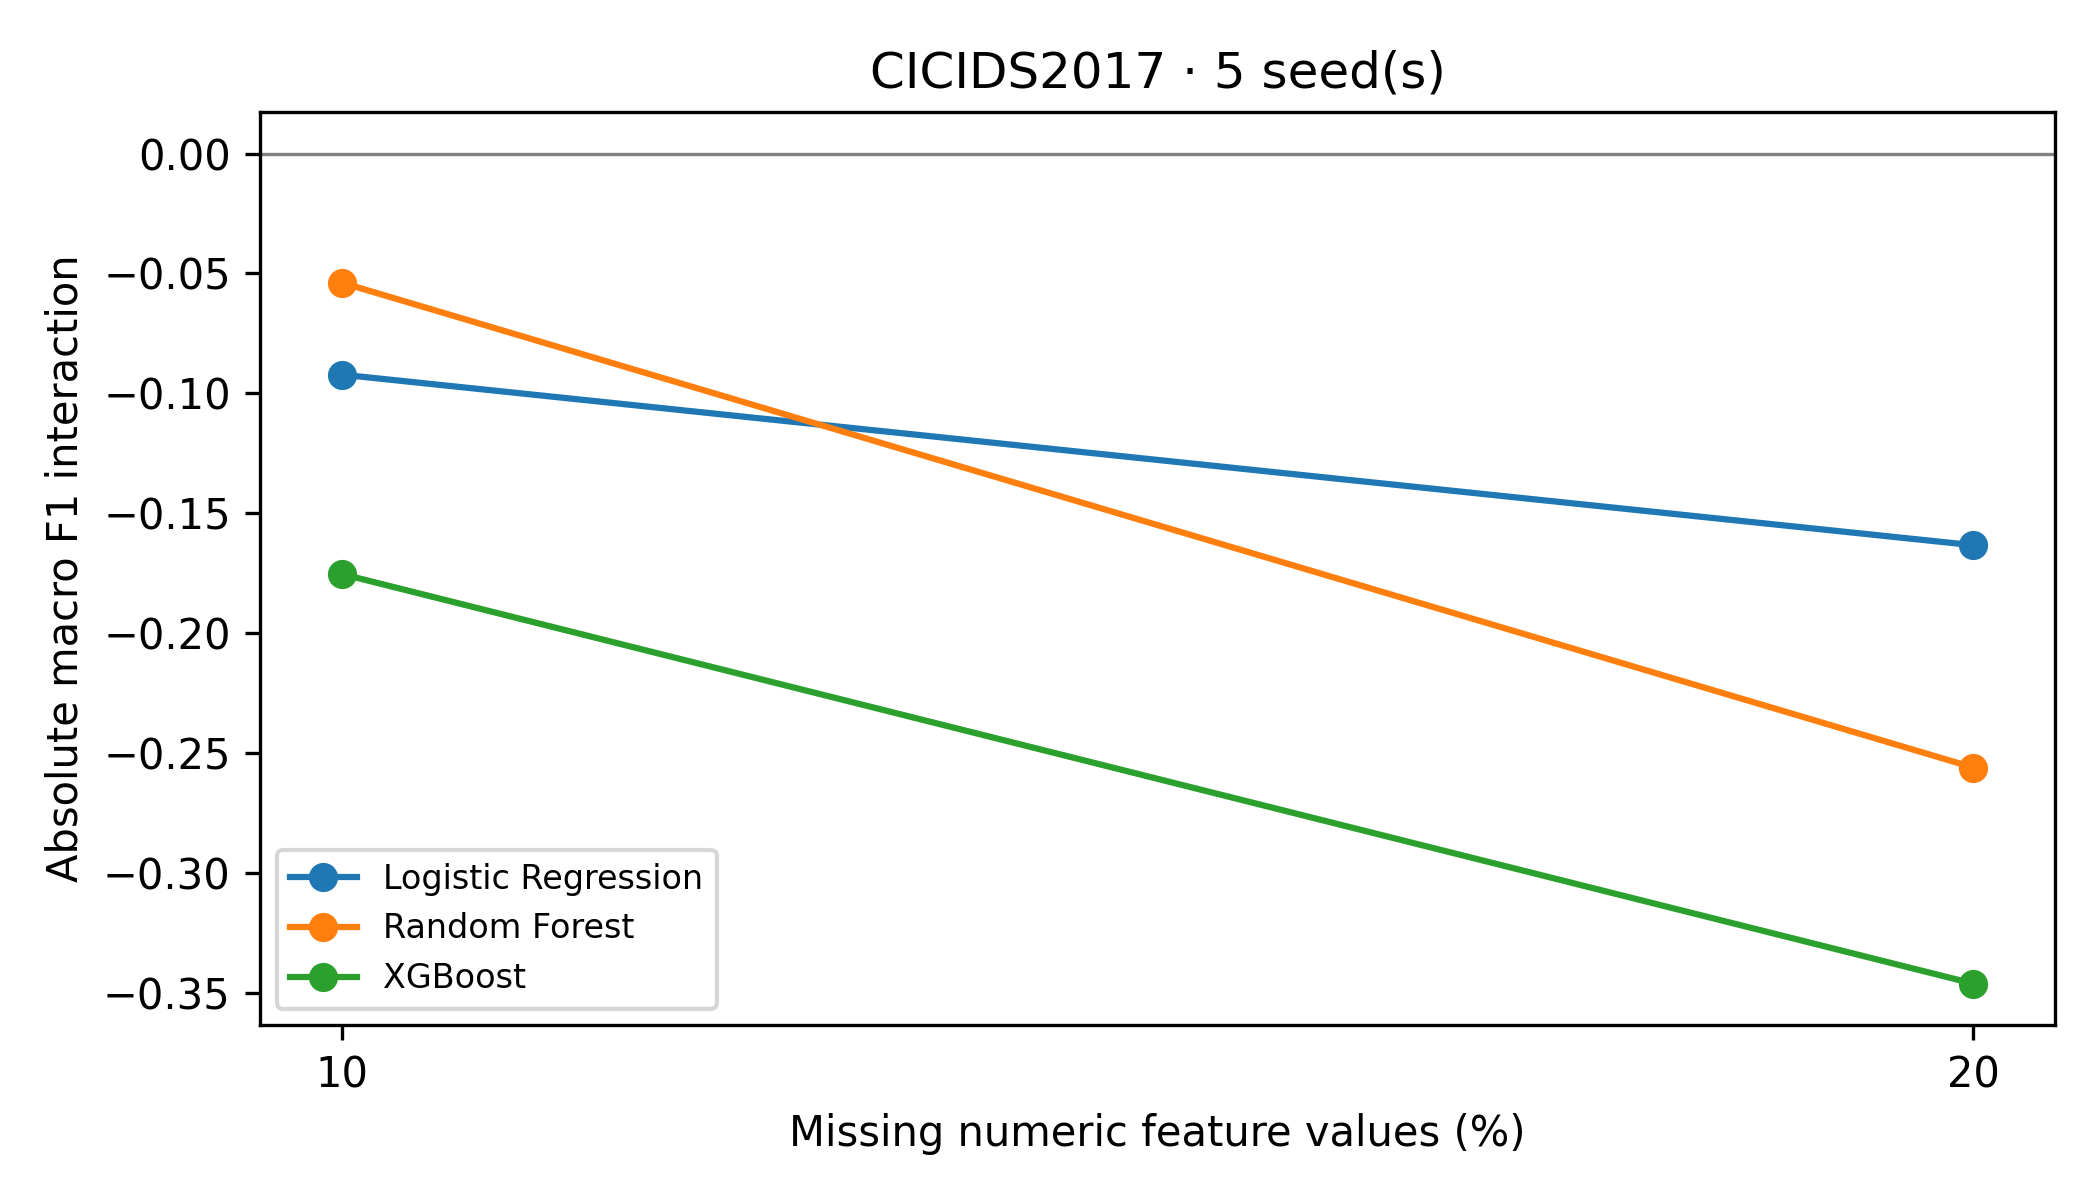 CICIDS2017 · 5 seed(s)
Absolute macro F1 interaction
0.00
−0.05
−0.10
−0.15
−0.20
−0.25
−0.30
−0.35
Logistic Regression
Random Forest
XGBoost
10
20
Missing numeric feature values (%)